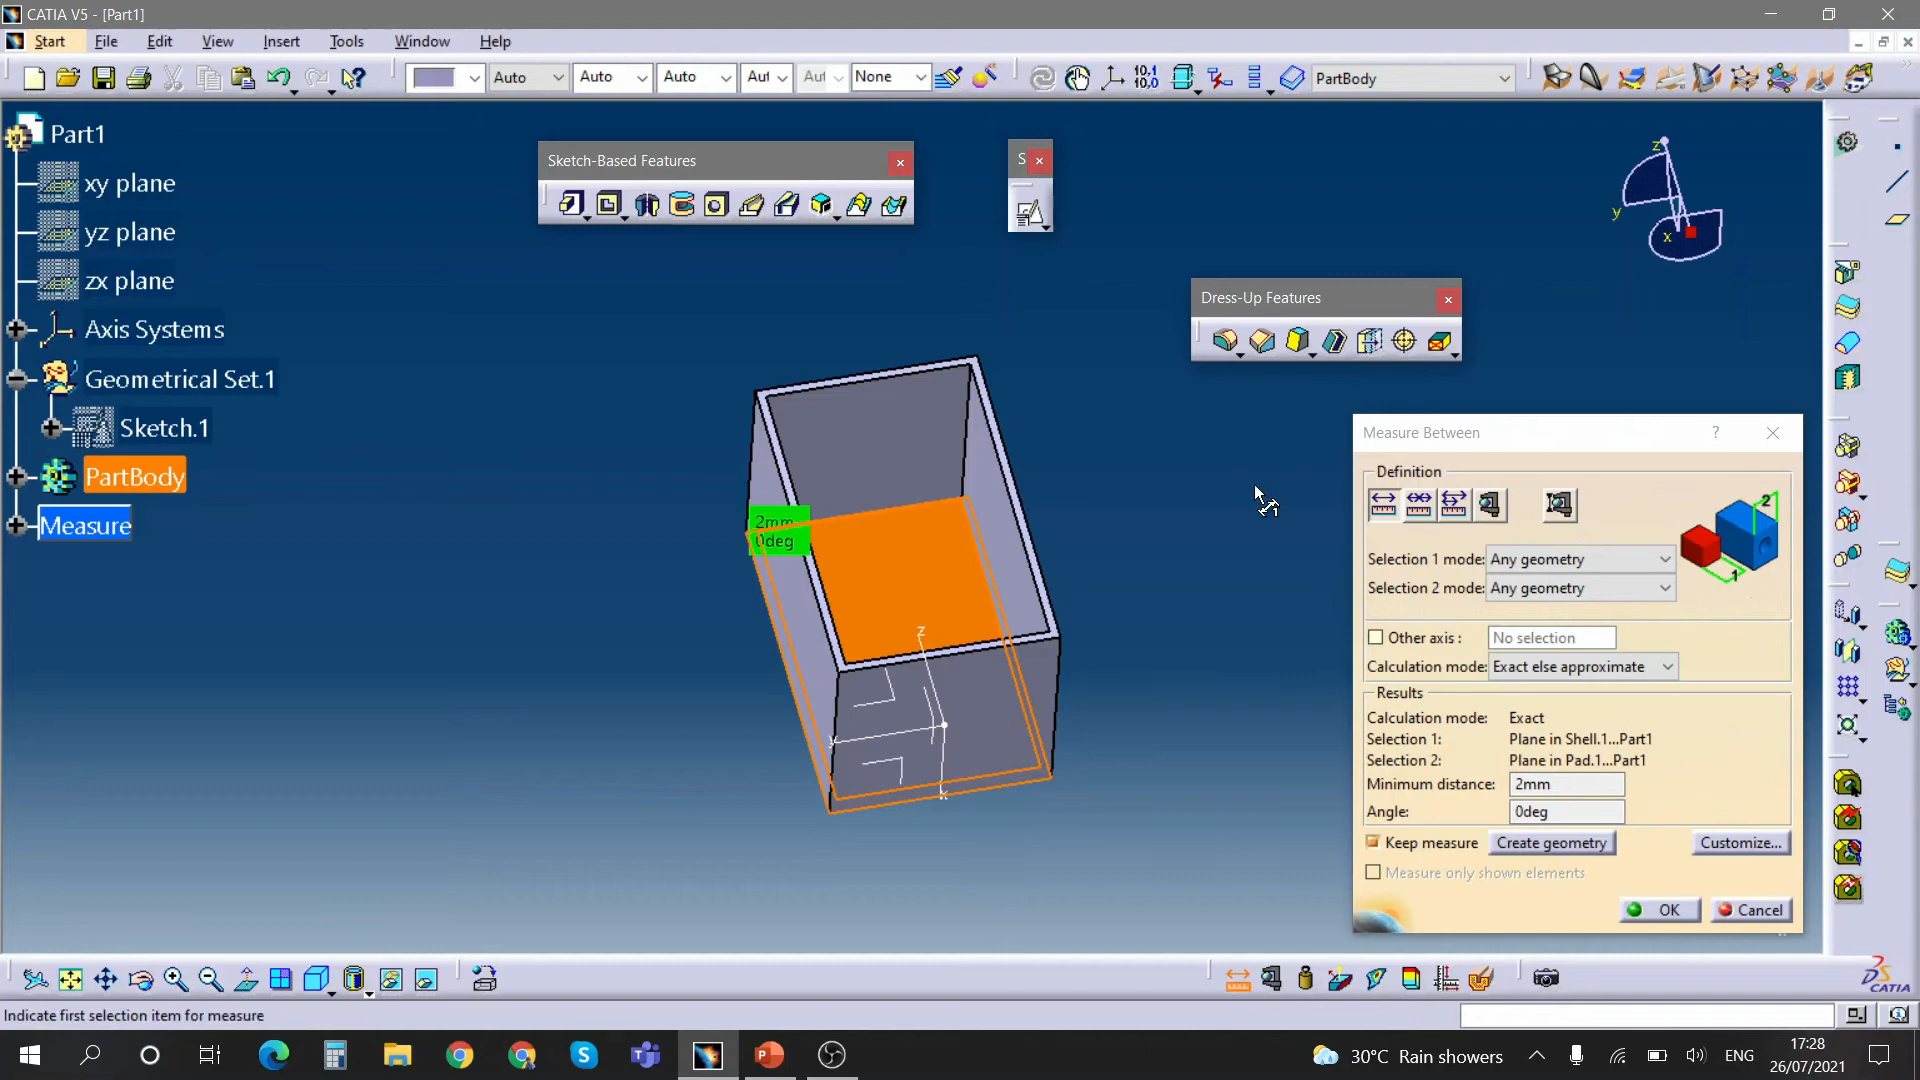 CATIA V5 - [Part1]
Start File Edit View Insert Tools Window Help
Auto Auto Auto Aut Aut None PartBody
Part1
xy plane
yz plane
zx plane
Axis Systems
Geometrical Set.1
Sketch.1
PartBody
Measure
Sketch-Based Features
S
Dress-Up Features
z
y
x
2mm
0deg
z
y
x
Measure Between
?
Definition
2
1
Selection 1 mode: Any geometry
Selection 2 mode: Any geometry
Other axis : No selection
Calculation mode: Exact else approximate
Results
Calculation mode: Exact
Selection 1: Plane in Shell.1...Part1
Selection 2: Plane in Pad.1...Part1
Minimum distance: 2mm
Angle: 0deg
Keep measure Create geometry Customize...
Measure only shown elements
OK Cancel
CATIA
Indicate first selection item for measure
30°C Rain showers ENG
17:28
26/07/2021